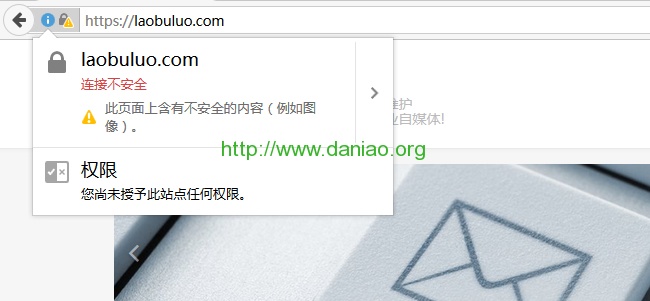 https://laobuluo.com
laobuluo.com
连接不安全
此页面上含有不安全的内容（例如图
像）。
维护
业自媒体!
http://www.daniao.org
权限
您尚未授予此站点任何权限。